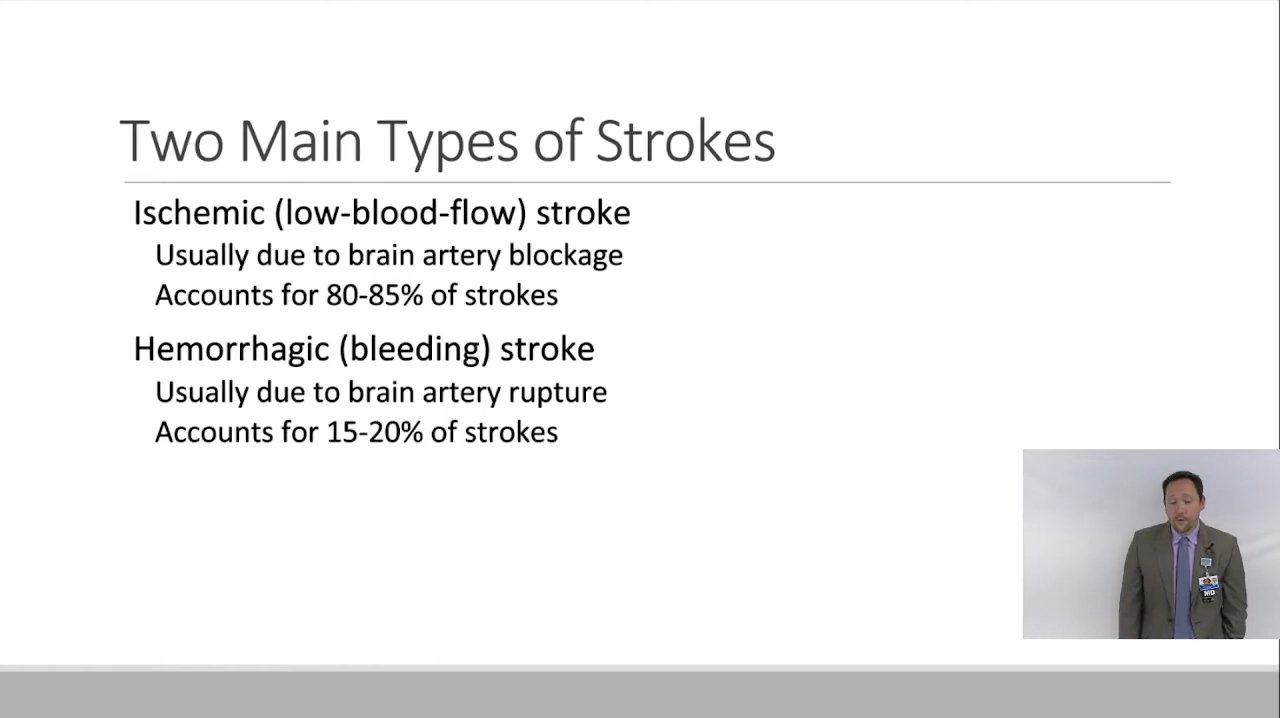 Two Main Types of Strokes
Ischemic (low-blood-flow) stroke
Usually due to brain artery blockage
Accounts for 80-85% of strokes
Hemorrhagic (bleeding) stroke
Usually due to brain artery rupture
Accounts for 15-20% of strokes
MD